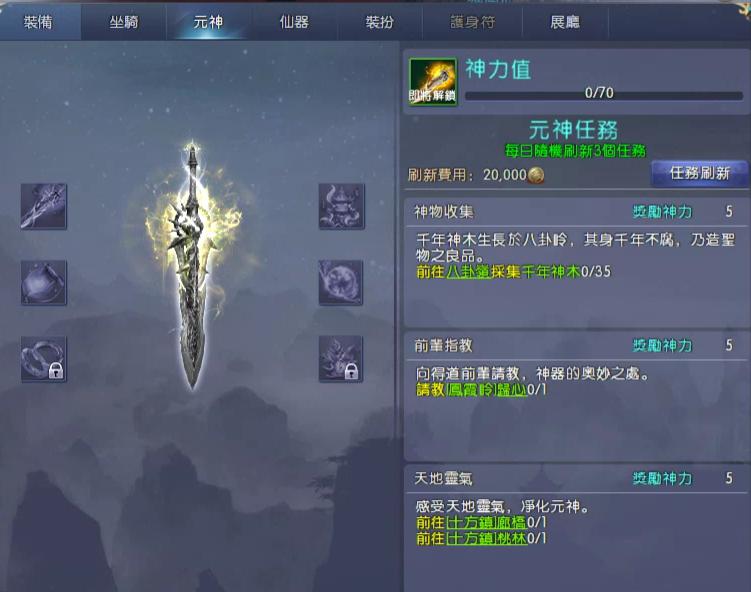 裝備 坐騎 元神 仙器 裝扮 護身符 展廳
神力值
即將解鎖
0/70
元神任務
每日隨機刷新3個任務
刷新費用：20,000 任務刷新
神物收集 獎勵神力 5
千年神木生長於八卦岭，其身千年不腐，乃造聖
物之良品。
前往八卦嶺採集千年神木0/35
前輩指教 獎勵神力 5
向得道前輩請教，神器的奧妙之處。
請教[鳳霞岭]歸心0/1
天地靈氣 獎勵神力 5
感受天地靈氣，凈化元神。
前往[十方鎮]廊橋0/1
前往[十方鎮]桃林0/1